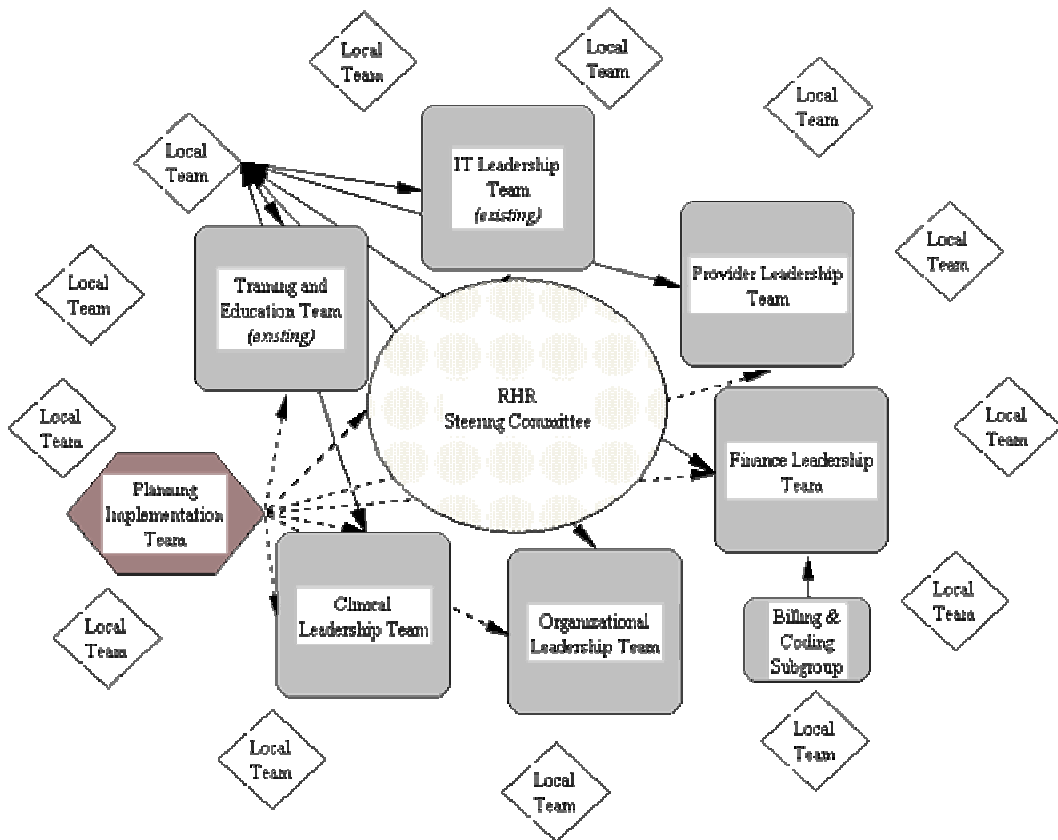 Local
Team
Local
Team
Local
Team
Local
Team
IT Leadership
Team
(existing)
Local
Team
Provider Leadership
Team
Local
Team
Training and
Education Team
(existing)
RHR
Steering Committee
Local
Team
Local
Team
Finance Leadership
Team
Planning
Implementation
Team
Clinical
Leadership Team
Organizational
Leadership Team
Billing &
Coding
Subgroup
Local
Team
Local
Team
Local
Team
Local
Team
Local
Team